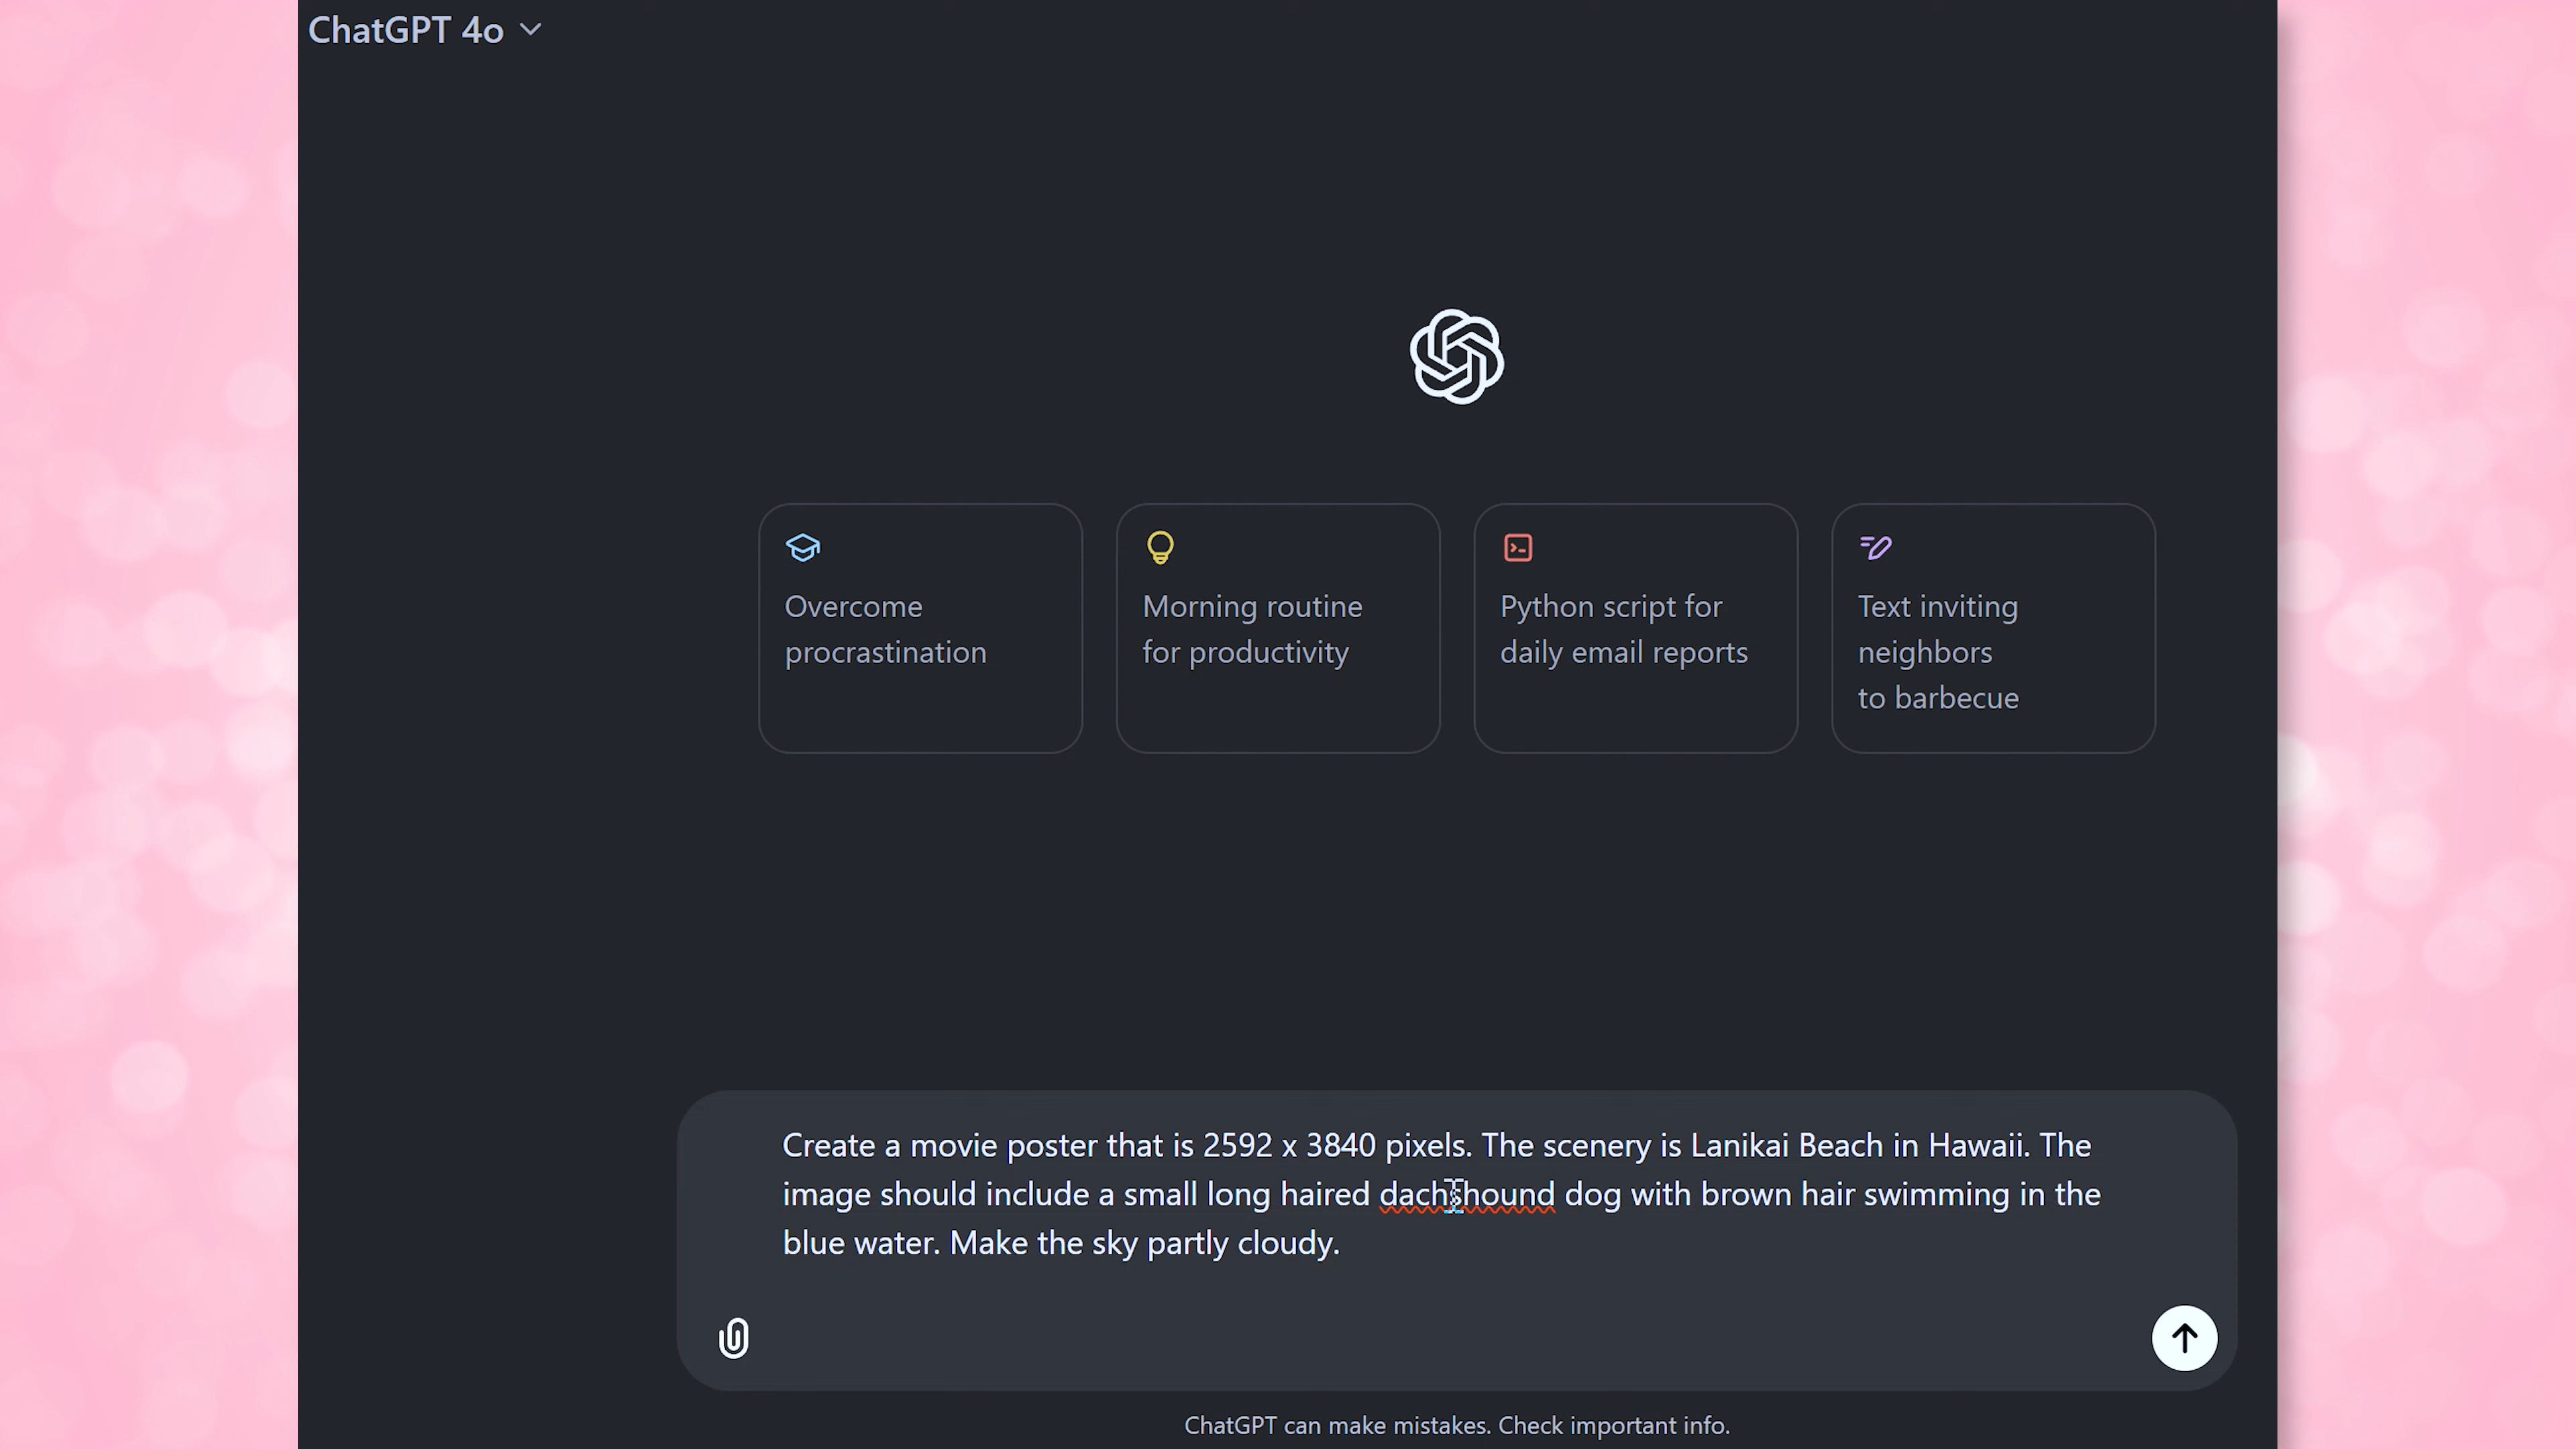 ChatGPT 4o
Overcome
procrastination
Morning routine
for productivity
Python script for
daily email reports
Text inviting
neighbors
to barbecue
Create a movie poster that is 2592 x 3840 pixels. The scenery is Lanikai Beach in Hawaii. The
image should include a small long haired dachshound dog with brown hair swimming in the
blue water. Make the sky partly cloudy.
ChatGPT can make mistakes. Check important info.